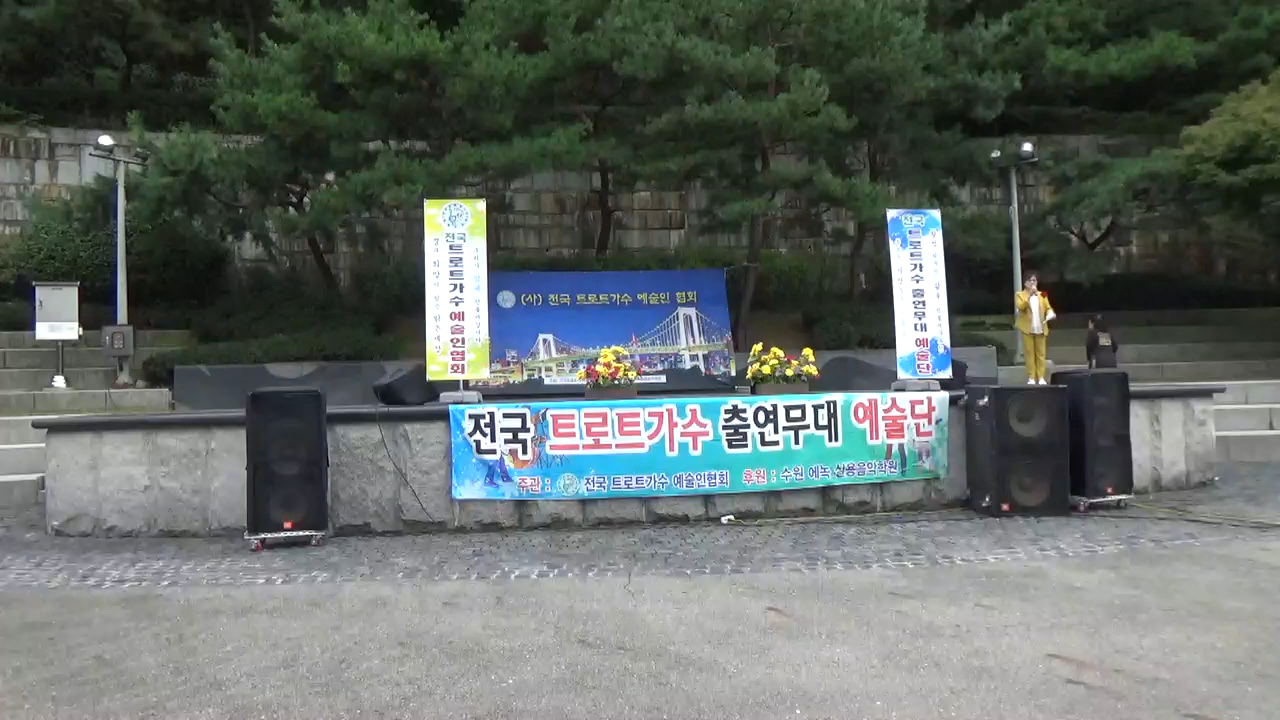 전국
트로트가수 예술인협회
전국
트로트가수 출연무대 예술단
(사) 전국 트로트가수 예술인 협회
전국 트로트가수 출연무대 예술단
주관 : 전국 트로트가수 예술인협회 후원 : 수원 에녹 실용음악학원
JBL